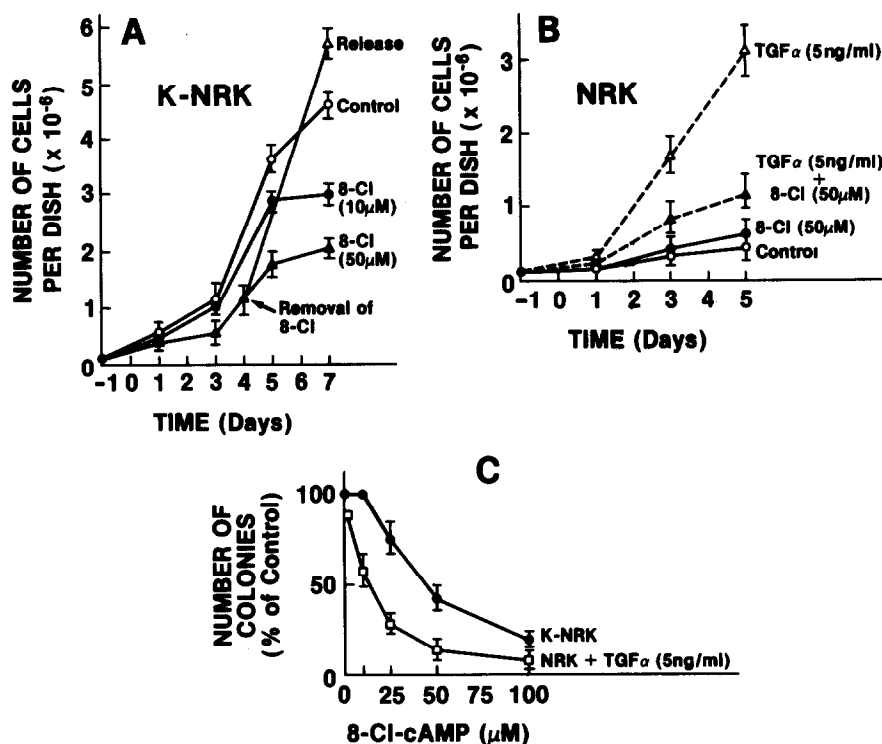 A
K-NRK
NUMBER OF CELLS
PER DISH (x 10⁻⁶)
6
5
4
3
2
1
0
Release
Control
8-Cl
(10µM)
8-Cl
(50µM)
Removal of
8-Cl
-1 0 1 2 3 4 5 6 7
TIME (Days)
B
NRK
NUMBER OF CELLS
PER DISH (x 10⁻⁶)
3
2
1
0
TGFα (5ng/ml)
TGFα (5ng/ml)
+
8-Cl (50µM)
8-Cl (50µM)
Control
-1 0 1 2 3 4 5
TIME (Days)
C
NUMBER OF
COLONIES
(% of Control)
100
50
0
K-NRK
NRK + TGFα (5ng/ml)
0 25 50 75 100
8-Cl-cAMP (µM)